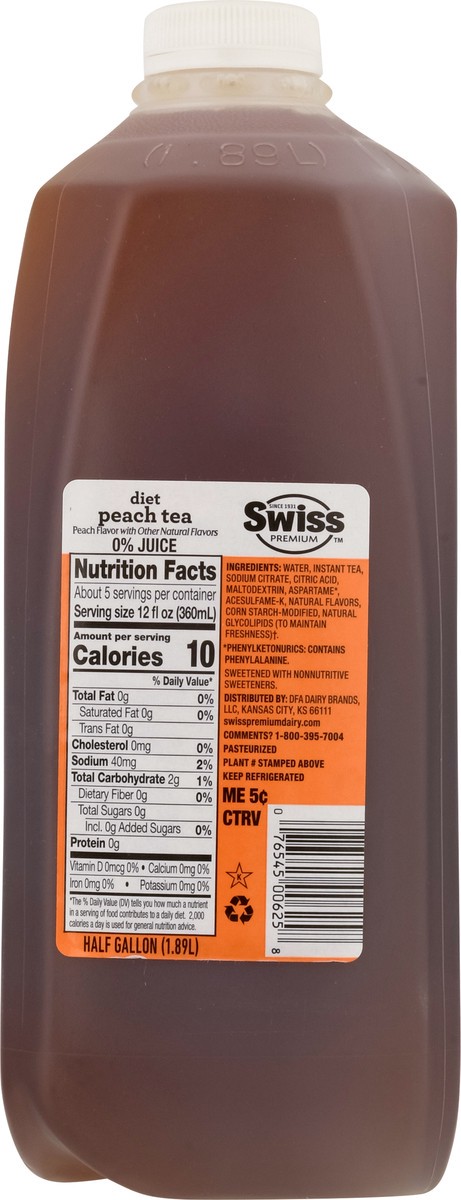 (1.89L)
diet
peach tea
Peach Flavor with Other Natural Flavors
0% JUICE
SINCE 1931
Swiss
PREMIUM™
Nutrition Facts
About 5 servings per container
Serving size 12 fl oz (360mL)
Amount per serving
Calories 10
% Daily Value*
Total Fat 0g 0%
Saturated Fat 0g 0%
Trans Fat 0g
Cholesterol 0mg 0%
Sodium 40mg 2%
Total Carbohydrate 2g 1%
Dietary Fiber 0g 0%
Total Sugars 0g
Incl. 0g Added Sugars 0%
Protein 0g
Vitamin D 0mcg 0% • Calcium 0mg 0%
Iron 0mg 0% • Potassium 0mg 0%
*The % Daily Value (DV) tells you how much a nutrient
in a serving of food contributes to a daily diet. 2,000
calories a day is used for general nutrition advice.
HALF GALLON (1.89L)
INGREDIENTS: WATER, INSTANT TEA,
SODIUM CITRATE, CITRIC ACID,
MALTODEXTRIN, ASPARTAME*,
ACESULFAME-K, NATURAL FLAVORS,
CORN STARCH-MODIFIED, NATURAL
GLYCOLIPIDS (TO MAINTAIN
FRESHNESS)†.
*PHENYLKETONURICS: CONTAINS
PHENYLALANINE.
SWEETENED WITH NONNUTRITIVE
SWEETENERS.
DISTRIBUTED BY: DFA DAIRY BRANDS,
LLC, KANSAS CITY, KS 66111
swisspremiumdairy.com
COMMENTS? 1-800-395-7004
PASTEURIZED
PLANT # STAMPED ABOVE
KEEP REFRIGERATED
ME 5¢
CTRV
K
0 76545 00625 8